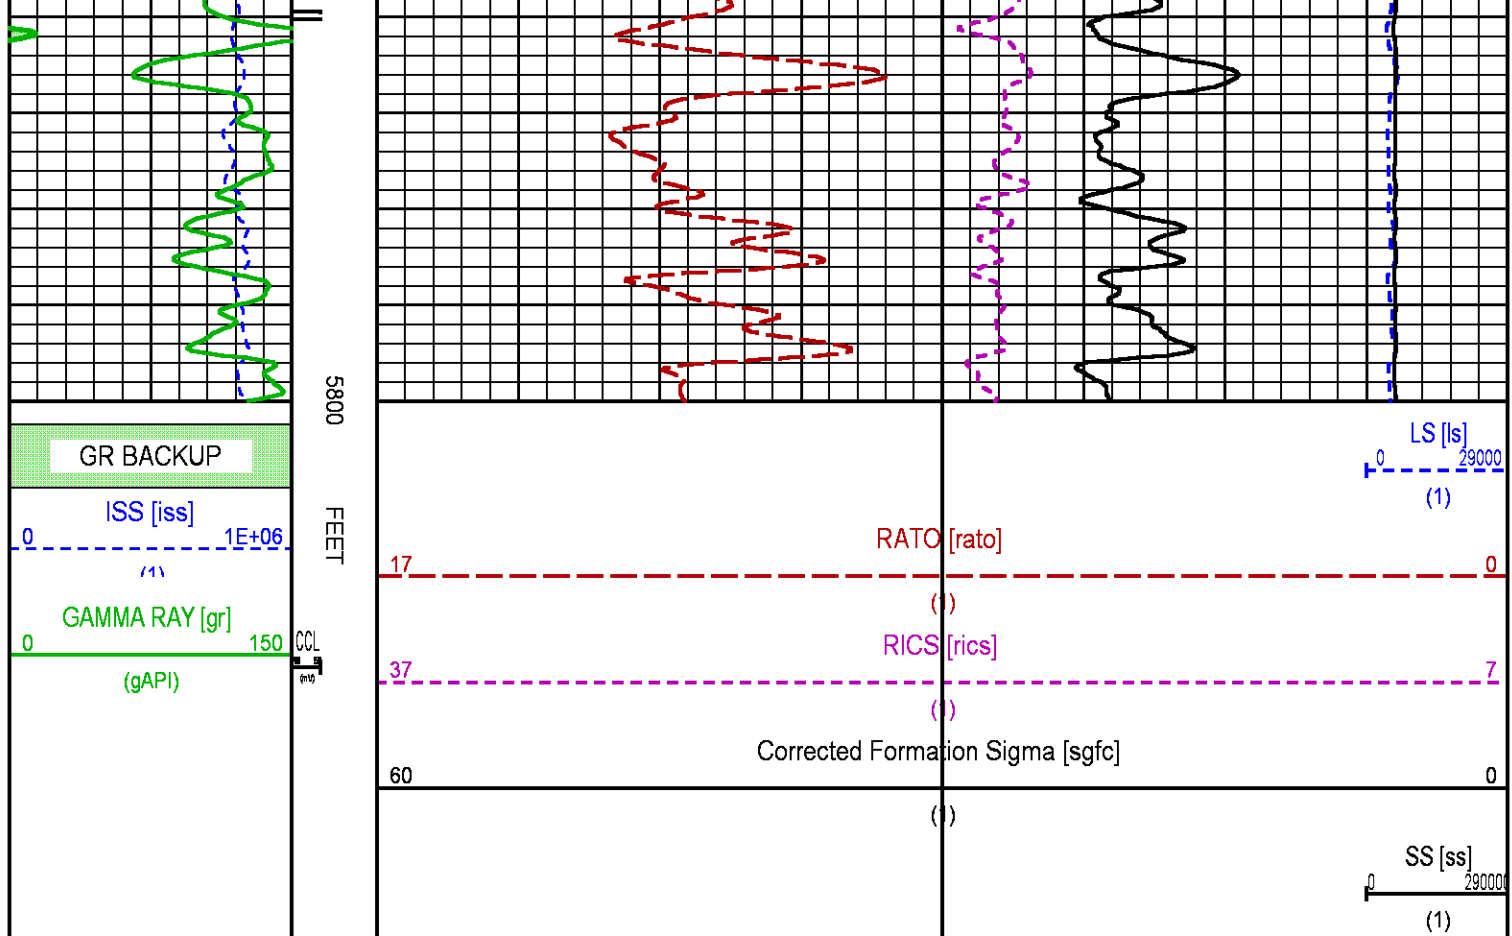 5800
FEET
GR BACKUP
ISS [iss]
0 1E+06
(1)
GAMMA RAY [gr]
0 150
(gAPI)
CCL
LS [ls]
0 29000
(1)
RATO [rato]
17 0
(1)
RICS [rics]
37 7
(1)
Corrected Formation Sigma [sgfc]
60 0
(1)
SS [ss]
0 290000
(1)